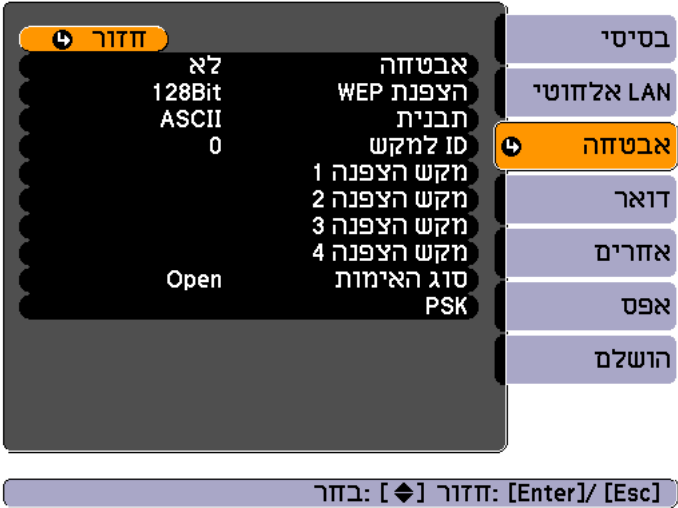 חזור
אבטחה לא
הצפנת WEP 128Bit
תבנית ASCII
ID למקש 0
מקש הצפנה 1
מקש הצפנה 2
מקש הצפנה 3
מקש הצפנה 4
סוג האימות Open
PSK
בסיסי
LAN אלחוטי
אבטחה
דואר
אחרים
אפס
הושלם
[Esc] /[Enter] :חזור [ ] :בחר